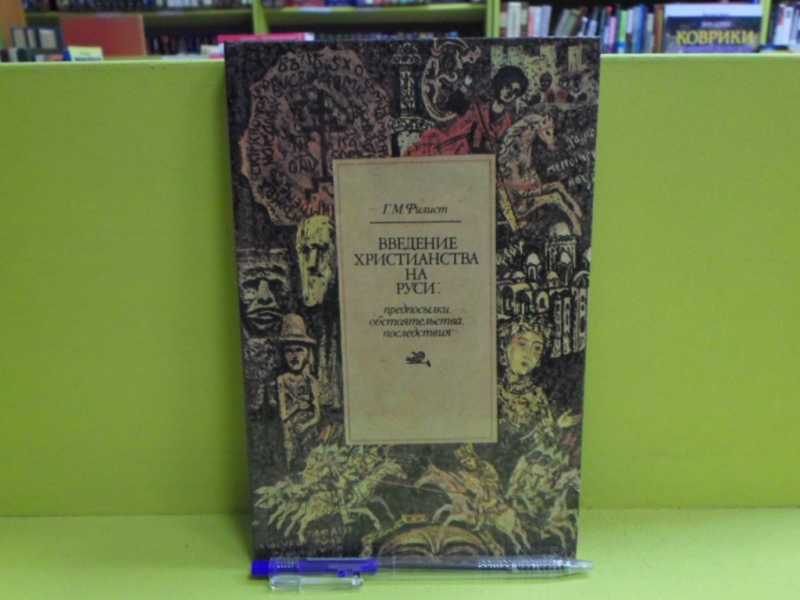 КОВРИКИ
Г. М. Филист
ВВЕДЕНИЕ
ХРИСТИАНСТВА
НА
РУСИ:
предпосылки,
обстоятельства,
последствия